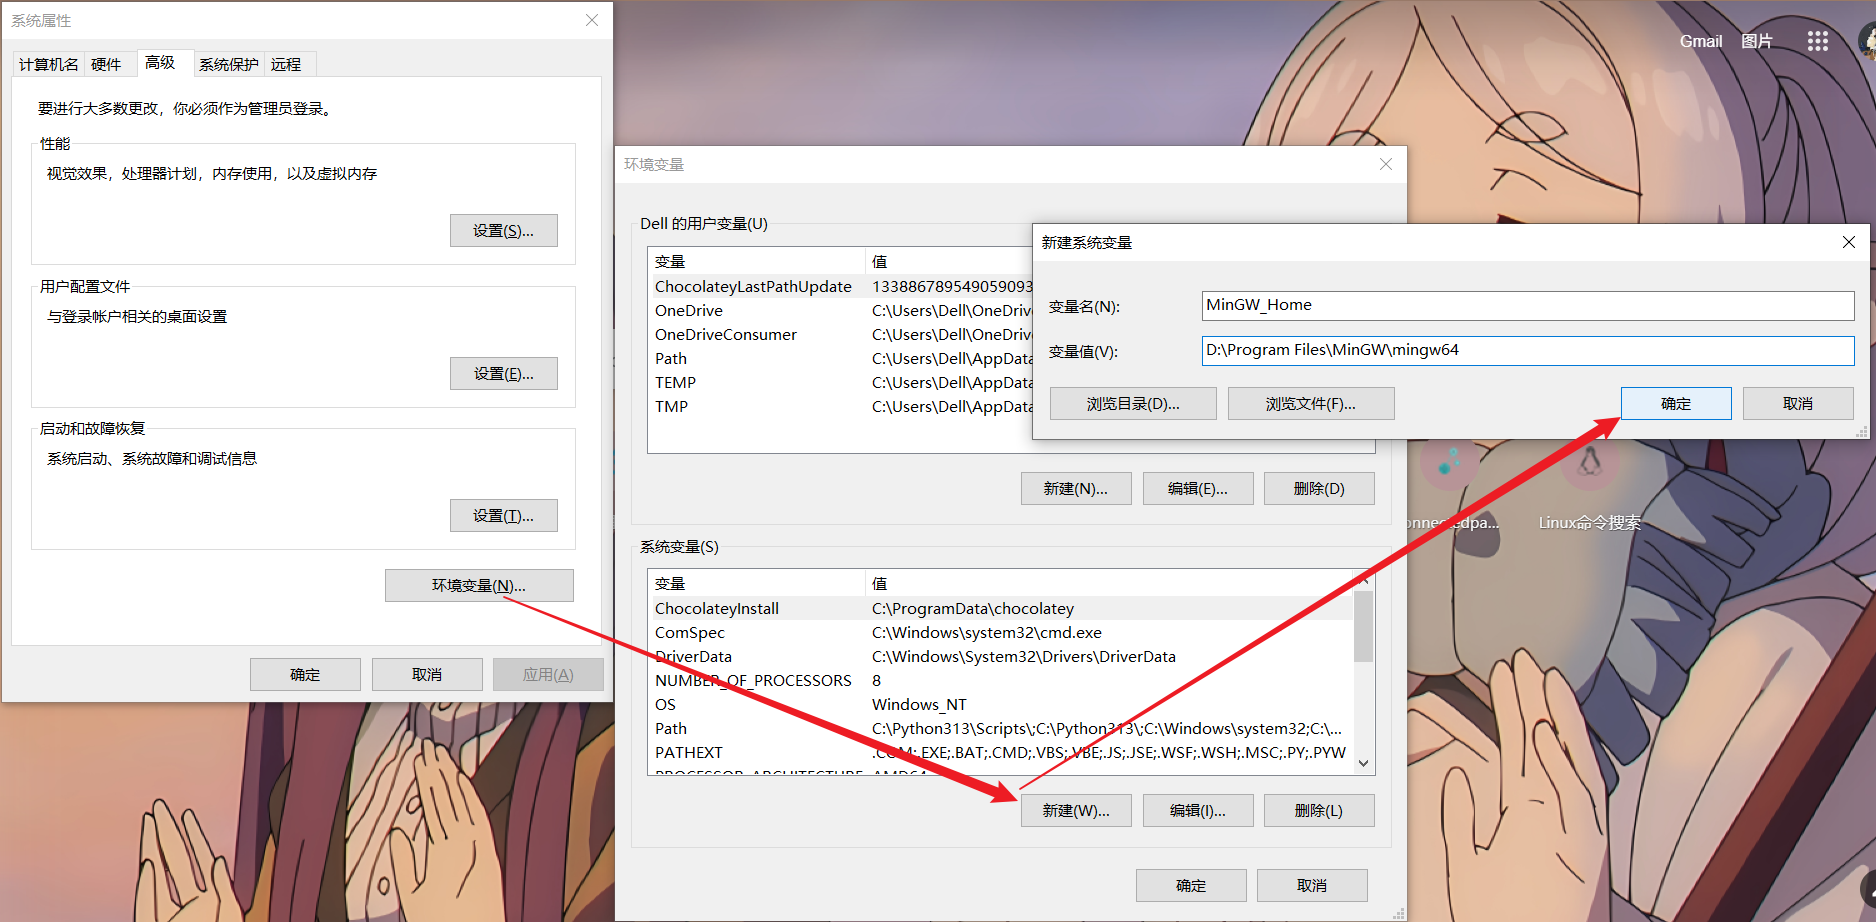 系统属性
计算机名 硬件 高级 系统保护 远程
要进行大多数更改，你必须作为管理员登录。
性能
视觉效果，处理器计划，内存使用，以及虚拟内存
设置(S)...
用户配置文件
与登录帐户相关的桌面设置
设置(E)...
启动和故障恢复
系统启动、系统故障和调试信息
设置(T)...
环境变量(N)...
确定 取消 应用(A)
Gmail 图片
环境变量
Dell 的用户变量(U)
变量 值
ChocolateyLastPathUpdate 133886789549059093
OneDrive C:\Users\Dell\OneDriv
OneDriveConsumer C:\Users\Dell\OneDriv
Path C:\Users\Dell\AppData
TEMP C:\Users\Dell\AppData
TMP C:\Users\Dell\AppData
新建(N)... 编辑(E)... 删除(D)
系统变量(S)
变量 值
ChocolateyInstall C:\ProgramData\chocolatey
ComSpec C:\Windows\system32\cmd.exe
DriverData C:\Windows\System32\Drivers\DriverData
NUMBER_OF_PROCESSORS 8
OS Windows_NT
Path C:\Python313\Scripts\;C:\Python313\;C:\Windows\system32;C:\...
PATHEXT .COM;.EXE;.BAT;.CMD;.VBS;.VBE;.JS;.JSE;.WSF;.WSH;.MSC;.PY;.PYW
PROCESSOR_ARCHITECTURE AMD64
新建(W)... 编辑(I)... 删除(L)
确定 取消
新建系统变量
变量名(N): MinGW_Home
变量值(V): D:\Program Files\MinGW\mingw64
浏览目录(D)... 浏览文件(F)... 确定 取消
onnectedpa... Linux命令搜索